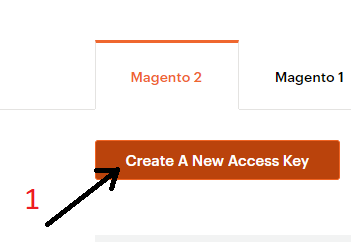 Magento 2
Magento 1
Create A New Access Key
1